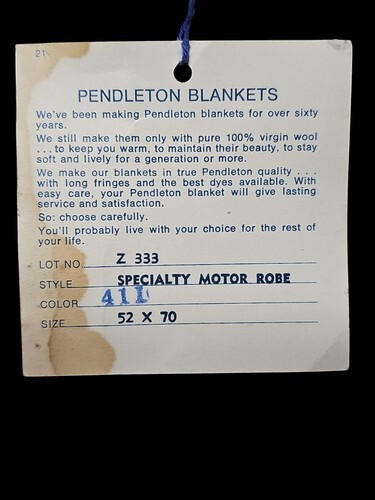 21
PENDLETON BLANKETS
We've been making Pendleton blankets for over sixty
years.
We still make them only with pure 100% virgin wool
... to keep you warm, to maintain their beauty, to stay
soft and lively for a generation or more.
We make our blankets in true Pendleton quality ...
with long fringes and the best dyes available. With
easy care, your Pendleton blanket will give lasting
service and satisfaction.
So: choose carefully.
You'll probably live with your choice for the rest of
your life.
LOT NO. Z 333
STYLE SPECIALTY MOTOR ROBE
COLOR 411
SIZE 52 X 70